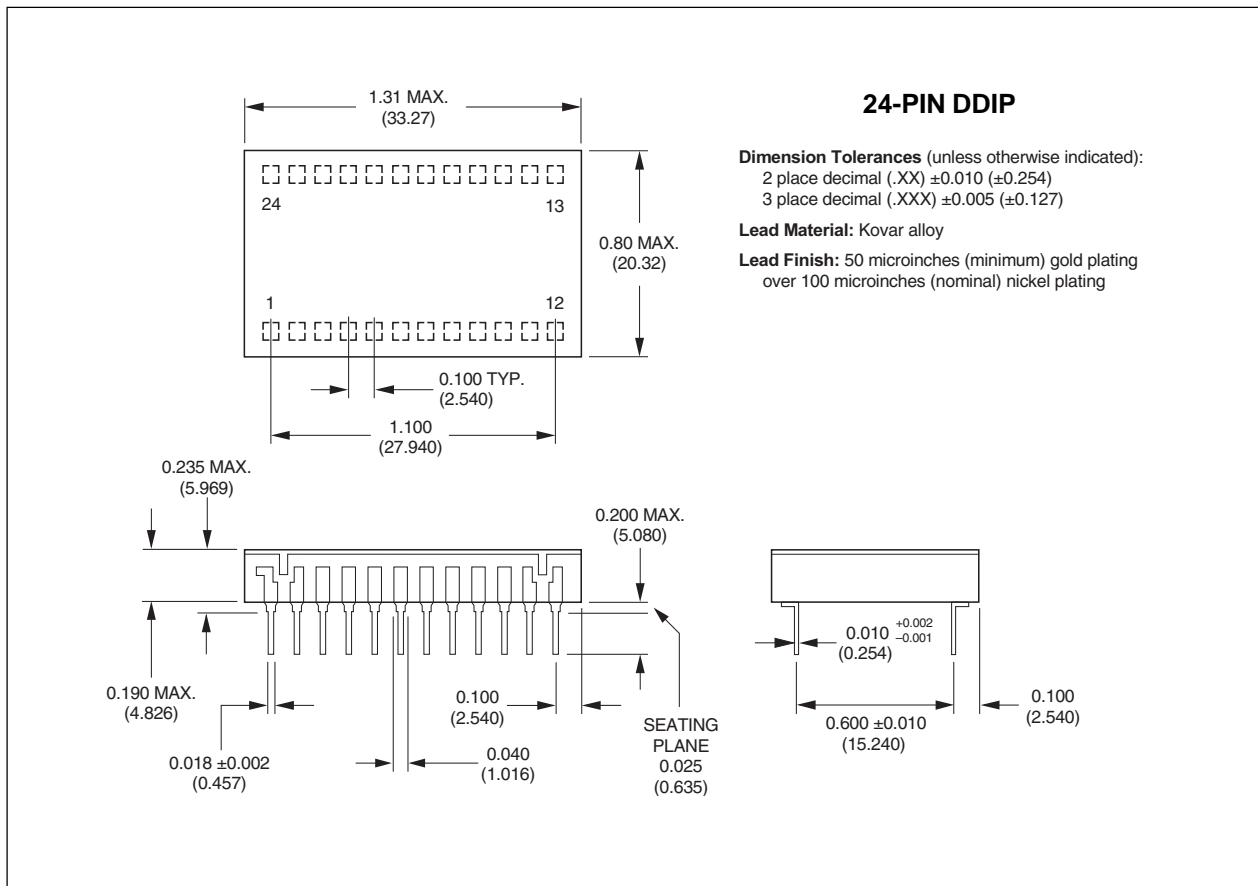 24-PIN DDIP
Dimension Tolerances (unless otherwise indicated):
2 place decimal (.XX) ±0.010 (±0.254)
3 place decimal (.XXX) ±0.005 (±0.127)
Lead Material: Kovar alloy
Lead Finish: 50 microinches (minimum) gold plating
over 100 microinches (nominal) nickel plating
1.31 MAX.
(33.27)
24
13
0.80 MAX.
(20.32)
1
12
0.100 TYP.
(2.540)
1.100
(27.940)
0.235 MAX.
(5.969)
0.200 MAX.
(5.080)
0.190 MAX.
(4.826)
0.018 ±0.002
(0.457)
0.100
(2.540)
0.040
(1.016)
SEATING
PLANE
0.025
(0.635)
0.010 +0.002
−0.001
(0.254)
0.600 ±0.010
(15.240)
0.100
(2.540)